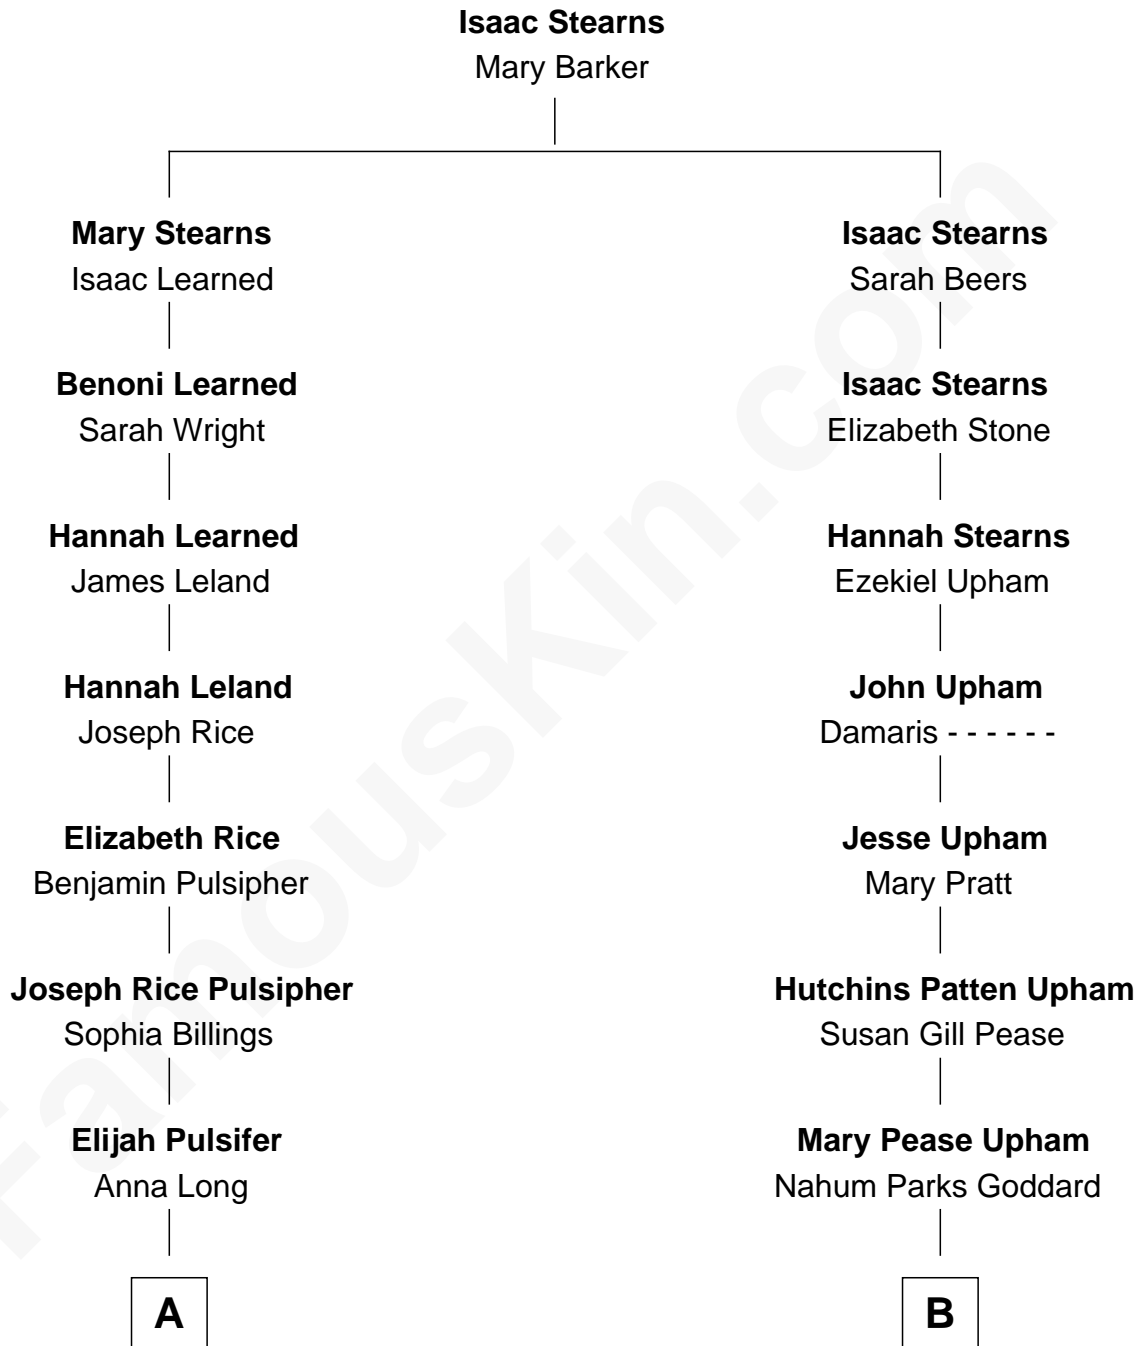 Isaac Stearns
Mary Barker
Mary Stearns
Isaac Learned
Isaac Stearns
Sarah Beers
Benoni Learned
Sarah Wright
Isaac Stearns
Elizabeth Stone
Hannah Learned
James Leland
Hannah Stearns
Ezekiel Upham
Hannah Leland
Joseph Rice
John Upham
Damaris - - - - - -
Elizabeth Rice
Benjamin Pulsipher
Jesse Upham
Mary Pratt
Joseph Rice Pulsipher
Sophia Billings
Hutchins Patten Upham
Susan Gill Pease
Elijah Pulsifer
Anna Long
Mary Pease Upham
Nahum Parks Goddard
A
B
FamousKin.com